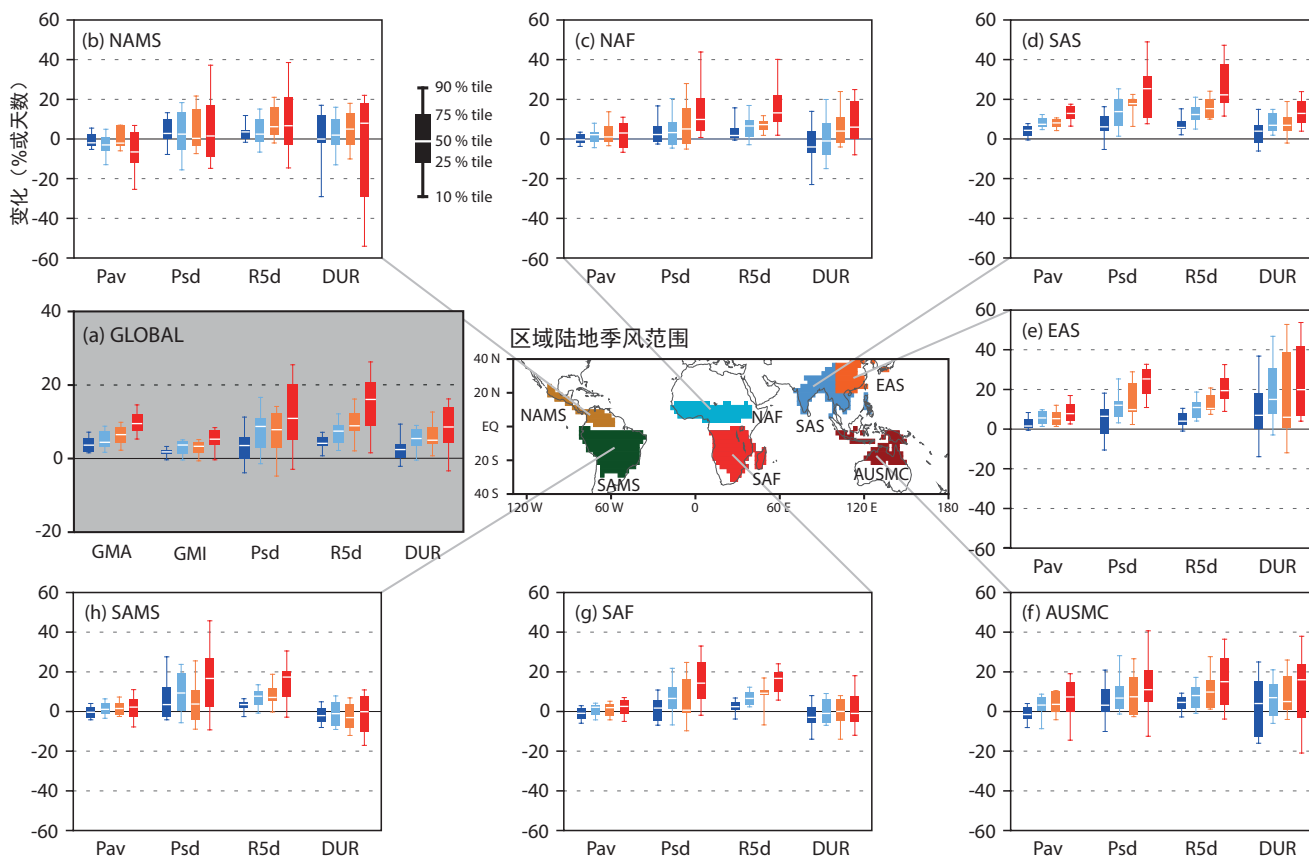 60
40
20
0
-20
-40
-60
变化(%或天数)
(b) NAMS
Pav Psd R5d DUR
90 % tile
75 % tile
50 % tile
25 % tile
10 % tile
60
40
20
0
-20
-40
-60
(c) NAF
Pav Psd R5d DUR
60
40
20
0
-20
-40
-60
(d) SAS
Pav Psd R5d DUR
40
20
0
-20
(a) GLOBAL
GMA GMI Psd R5d DUR
区域陆地季风范围
40 N
20 N
EQ
20 S
40 S
NAMS
SAMS
NAF
SAF
SAS
EAS
AUSMC
120 W 60 W 0 60 E 120 E 180
60
40
20
0
-20
-40
-60
(e) EAS
Pav Psd R5d DUR
60
40
20
0
-20
-40
-60
(h) SAMS
Pav Psd R5d DUR
60
40
20
0
-20
-40
-60
(g) SAF
Pav Psd R5d DUR
60
40
20
0
-20
-40
-60
(f) AUSMC
Pav Psd R5d DUR